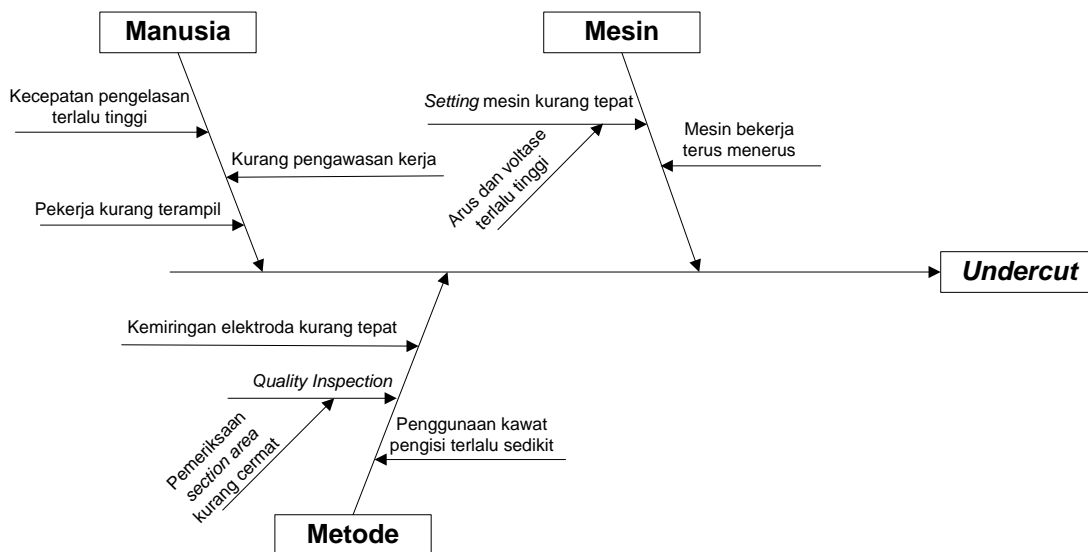 Manusia
Mesin
Kecepatan pengelasan
terlalu tinggi
Kurang pengawasan kerja
Pekerja kurang terampil
Setting mesin kurang tepat
Arus dan voltase
terlalu tinggi
Mesin bekerja
terus menerus
Undercut
Kemiringan elektroda kurang tepat
Quality Inspection
Pemeriksaan
section area
kurang cermat
Penggunaan kawat
pengisi terlalu sedikit
Metode